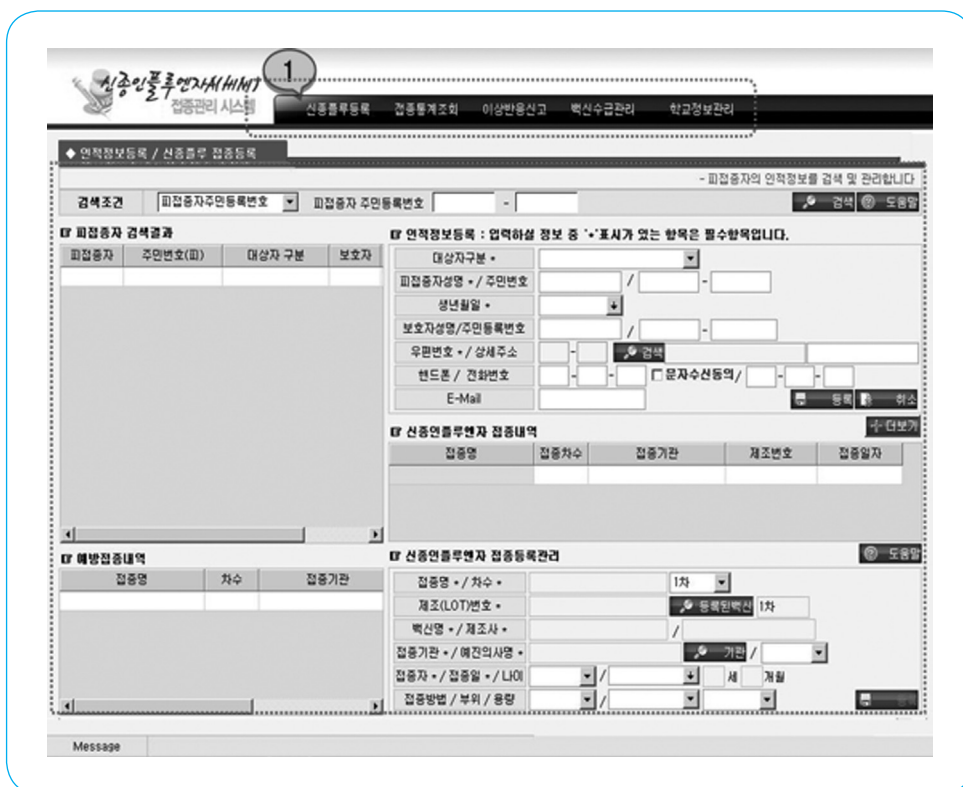 1
신종인플루엔자A(H1N1)
접종관리 시스템
신종플루등록 접종통계조회 이상반응신고 백신수급관리 학교정보관리
◆ 인적정보등록 / 신종플루 접종등록
- 피접종자의 인적정보를 검색 및 관리합니다
검색조건 피접종자주민등록번호 피접종자 주민등록번호 - 검색 도움말
☞ 피접종자 검색결과
피접종자 주민번호(피) 대상자 구분 보호자
☞ 인적정보등록 : 입력하실 정보 중 '*'표시가 있는 항목은 필수항목입니다.
대상자구분 *
피접종자성명 * / 주민번호 / -
생년월일 *
보호자성명/주민등록번호 / -
우편번호 * / 상세주소 - 검색
핸드폰 / 전화번호 - - 문자수신동의/ - -
E-Mail 등록 취소
☞ 신종인플루엔자 접종내역 더보기
접종명 접종차수 접종기관 제조번호 접종일자
☞ 예방접종내역
접종명 차수 접종기관
☞ 신종인플루엔자 접종등록관리 도움말
접종명 * / 차수 * 1차
제조(LOT)번호 * 등록된백신 1차
백신명 * / 제조사 * /
접종기관 * / 예진의사명 * 기관 /
접종자 * / 접종일 * / 나이 / 세 개월
접종방법 / 부위 / 용량 /
Message